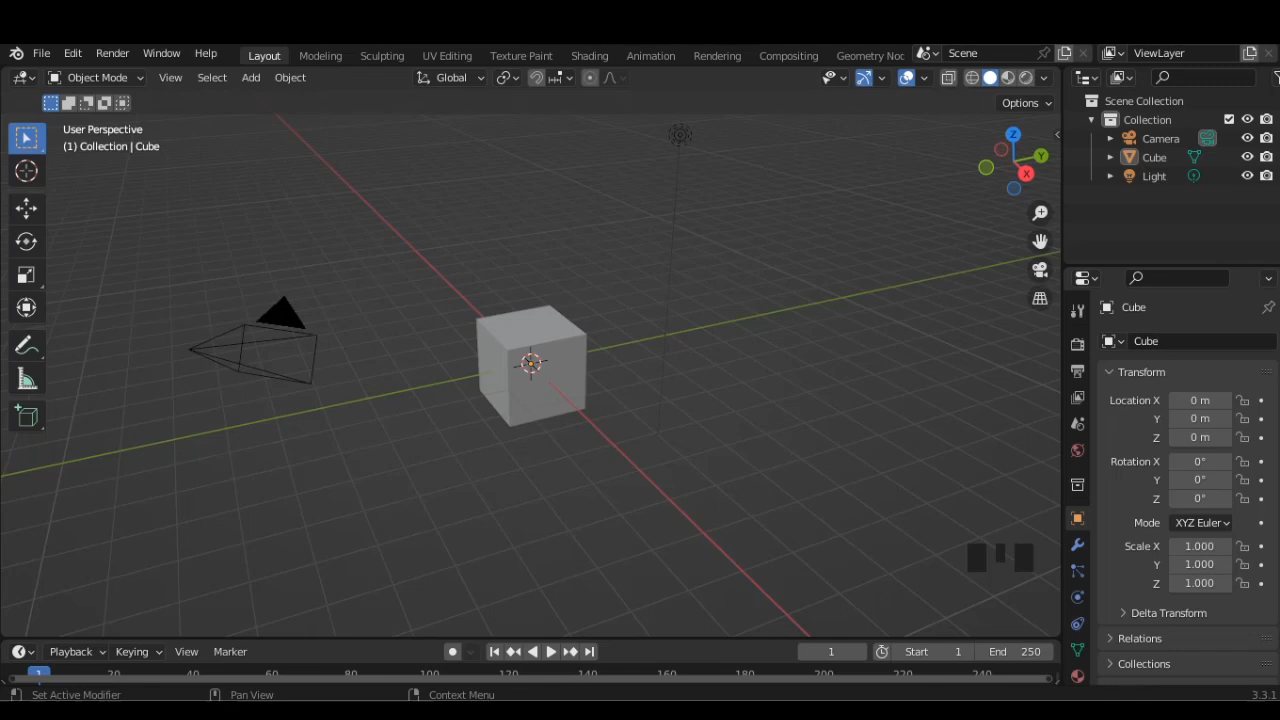 File Edit Render Window Help Layout Modeling Sculpting UV Editing Texture Paint Shading Animation Rendering Compositing Geometry Noc Scene ViewLayer
Object Mode View Select Add Object Global
Options
User Perspective
(1) Collection | Cube
Z
Y
X
Scene Collection
Collection
Camera
Cube
Light
Cube
Cube
Transform
Location X 0 m
Y 0 m
Z 0 m
Rotation X 0°
Y 0°
Z 0°
Mode XYZ Euler
Scale X 1.000
Y 1.000
Z 1.000
Delta Transform
Relations
Collections
Playback Keying View Marker 1 Start 1 End 250
1 20 40 60 80 100 120 140 160 180 200 220 240
Set Active Modifier Pan View Context Menu 3.3.1